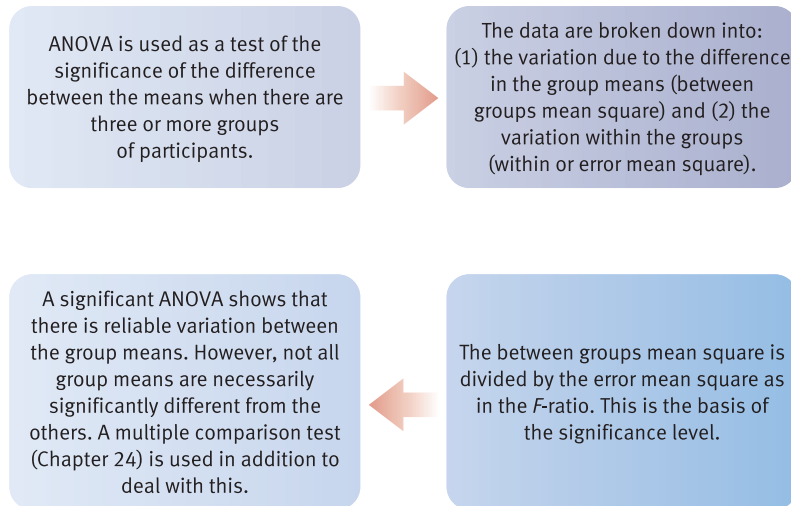 ANOVA is used as a test of the
significance of the difference
between the means when there are
three or more groups
of participants.
The data are broken down into:
(1) the variation due to the difference
in the group means (between
groups mean square) and (2) the
variation within the groups
(within or error mean square).
The between groups mean square is
divided by the error mean square as
in the F-ratio. This is the basis of
the significance level.
A significant ANOVA shows that
there is reliable variation between
the group means. However, not all
group means are necessarily
significantly different from the
others. A multiple comparison test
(Chapter 24) is used in addition to
deal with this.